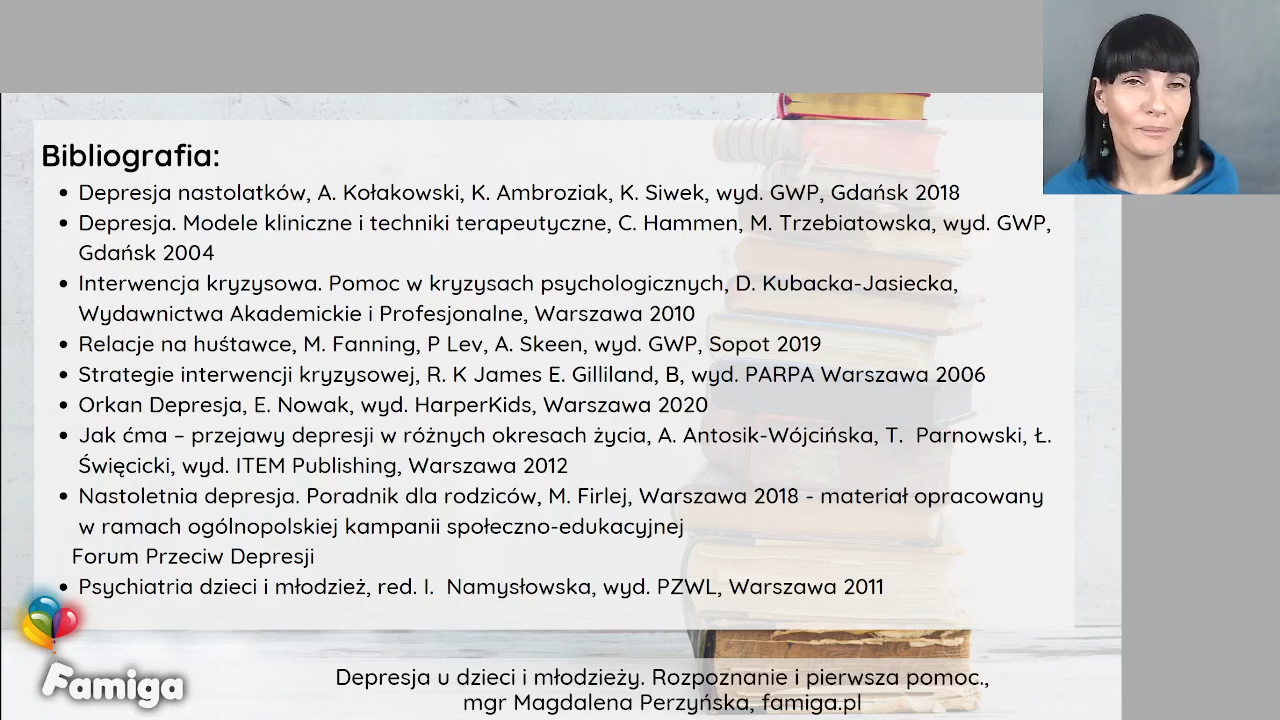 Bibliografia:
• Depresja nastolatków, A. Kołakowski, K. Ambroziak, K. Siwek, wyd. GWP, Gdańsk 2018
• Depresja. Modele kliniczne i techniki terapeutyczne, C. Hammen, M. Trzebiatowska, wyd. GWP,
Gdańsk 2004
• Interwencja kryzysowa. Pomoc w kryzysach psychologicznych, D. Kubacka-Jasiecka,
Wydawnictwa Akademickie i Profesjonalne, Warszawa 2010
• Relacje na huśtawce, M. Fanning, P Lev, A. Skeen, wyd. GWP, Sopot 2019
• Strategie interwencji kryzysowej, R. K James E. Gilliland, B, wyd. PARPA Warszawa 2006
• Orkan Depresja, E. Nowak, wyd. HarperKids, Warszawa 2020
• Jak ćma – przejawy depresji w różnych okresach życia, A. Antosik-Wójcińska, T. Parnowski, Ł.
Święcicki, wyd. ITEM Publishing, Warszawa 2012
• Nastoletnia depresja. Poradnik dla rodziców, M. Firlej, Warszawa 2018 - materiał opracowany
w ramach ogólnopolskiej kampanii społeczno-edukacyjnej
Forum Przeciw Depresji
• Psychiatria dzieci i młodzież, red. I. Namysłowska, wyd. PZWL, Warszawa 2011
Famiga
Depresja u dzieci i młodzieży. Rozpoznanie i pierwsza pomoc.,
mgr Magdalena Perzyńska, famiga.pl